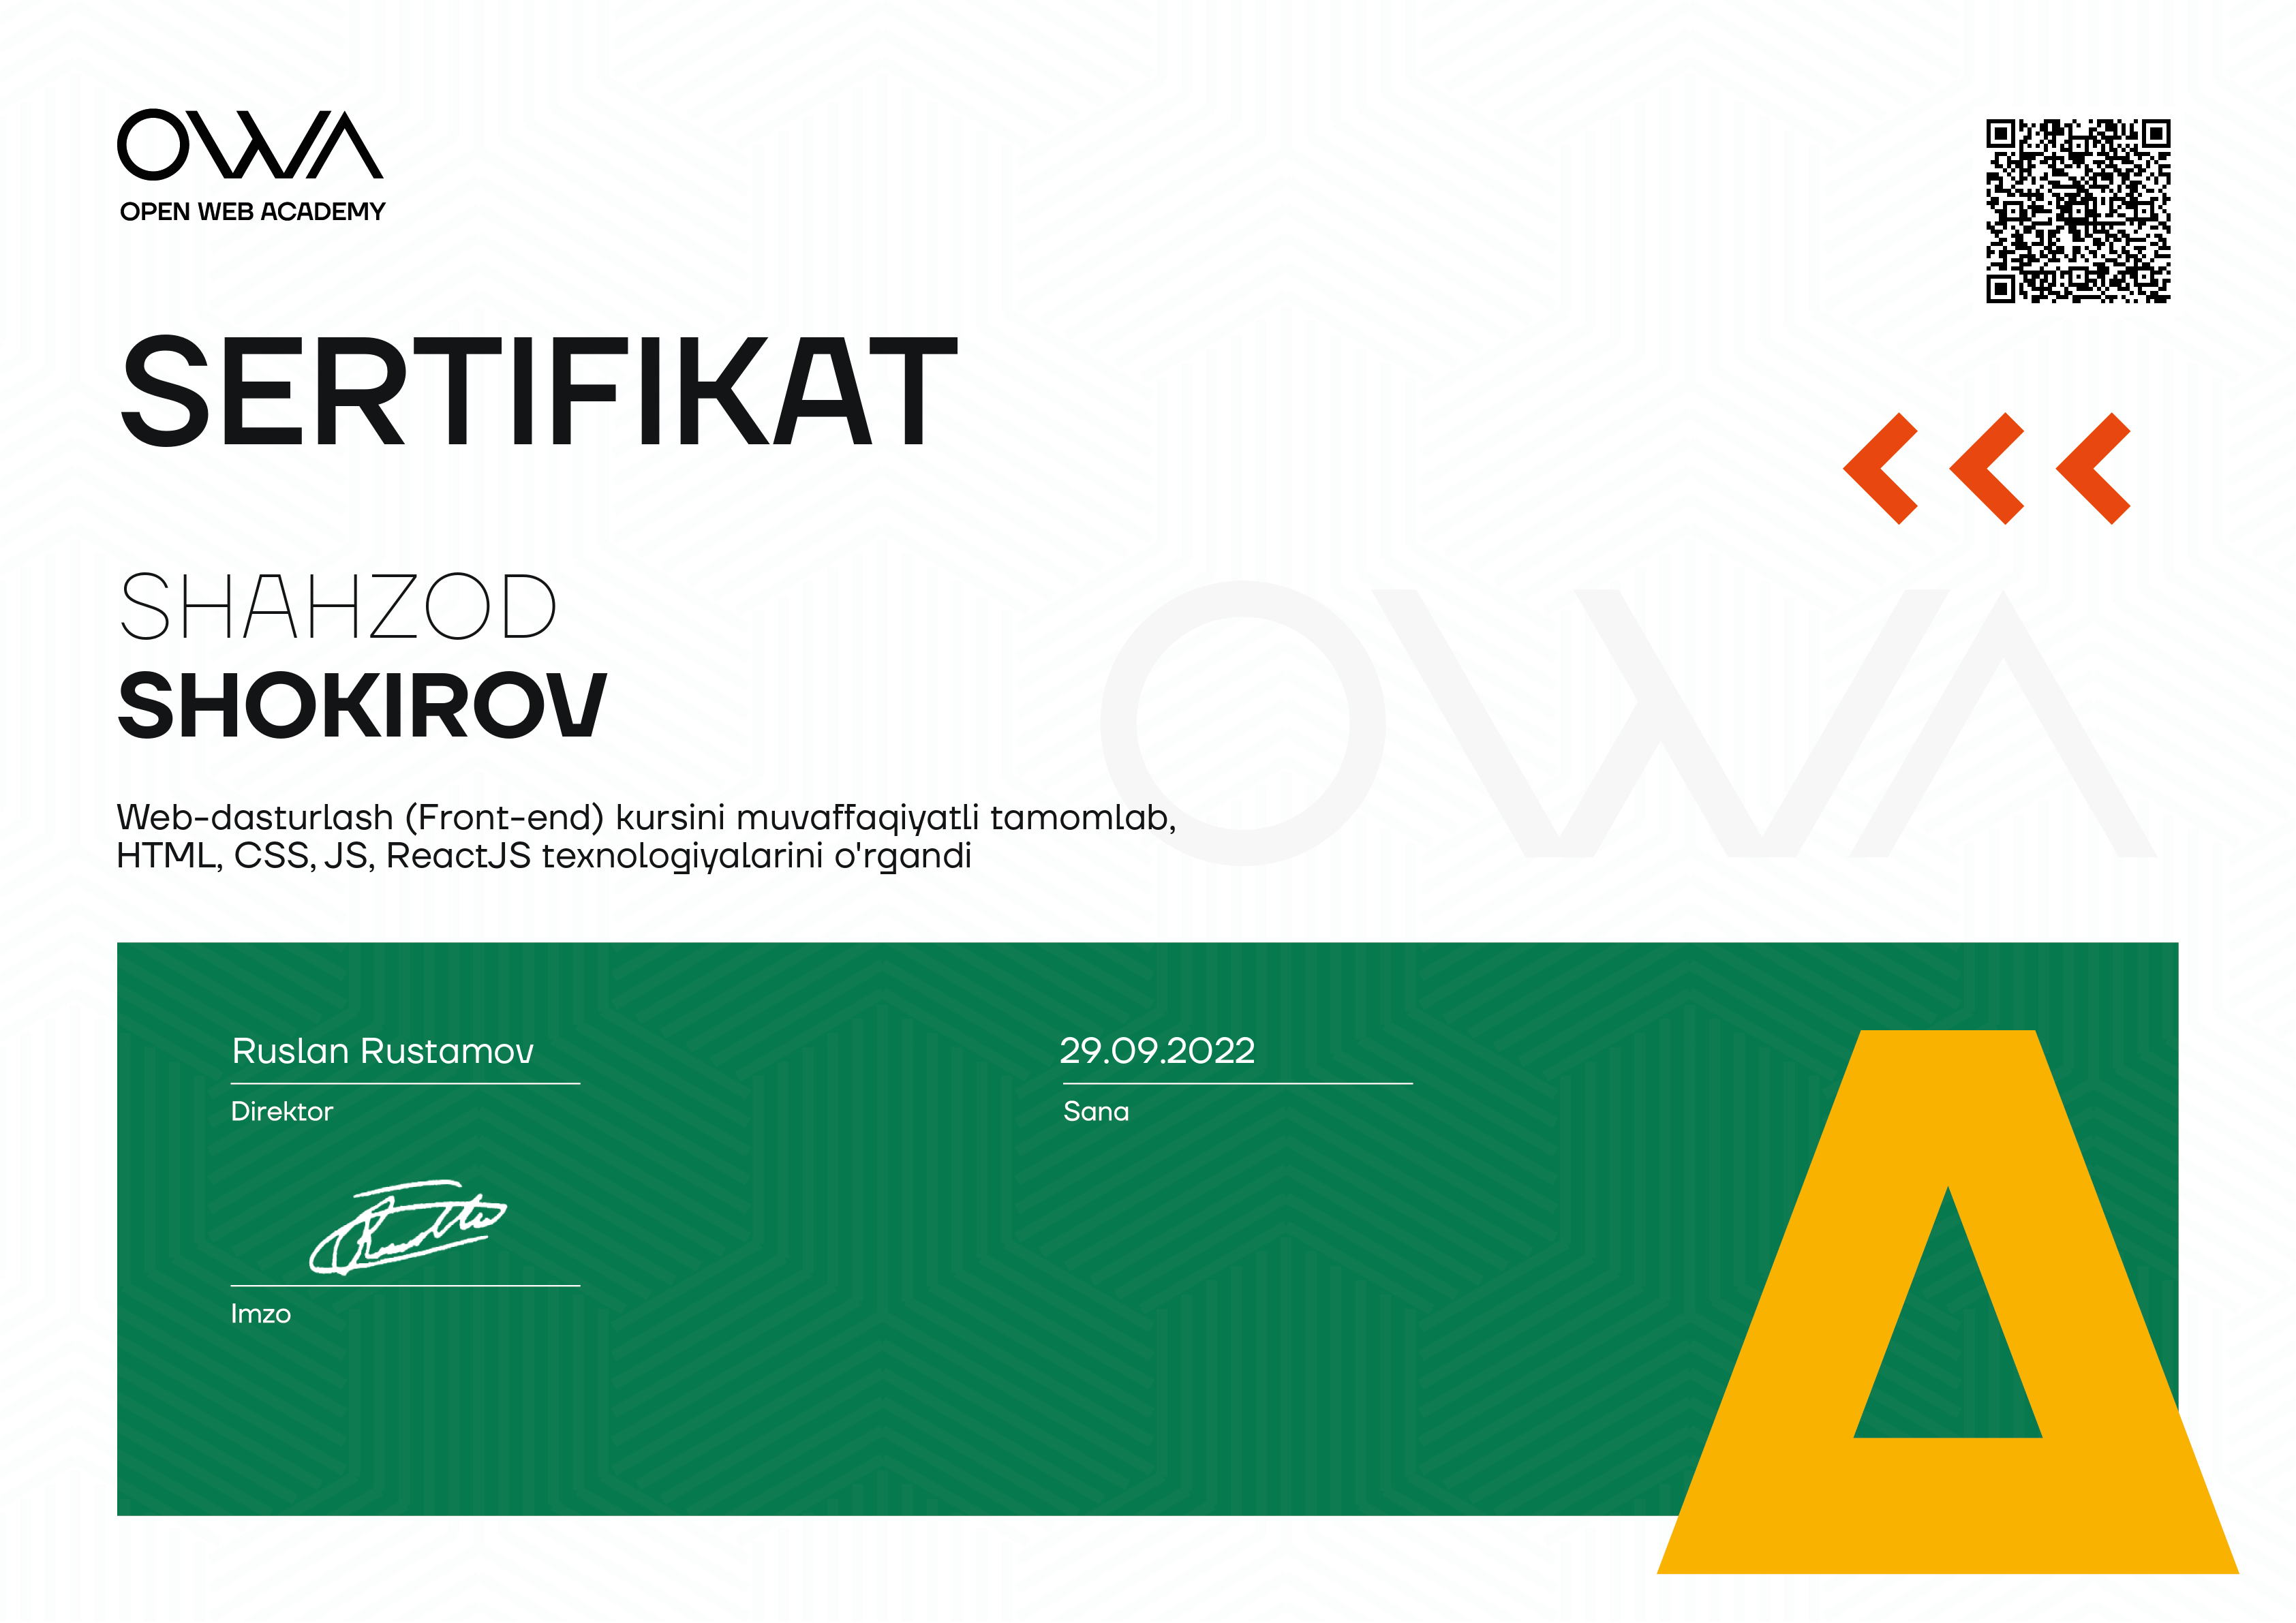 OWA
OPEN WEB ACADEMY
SERTIFIKAT
SHAHZOD
SHOKIROV
OWA
Web-dasturlash (Front-end) kursini muvaffaqiyatli tamomlab,
HTML, CSS, JS, ReactJS texnologiyalarini o'rgandi
Ruslan Rustamov
Direktor
29.09.2022
Sana
Imzo
A